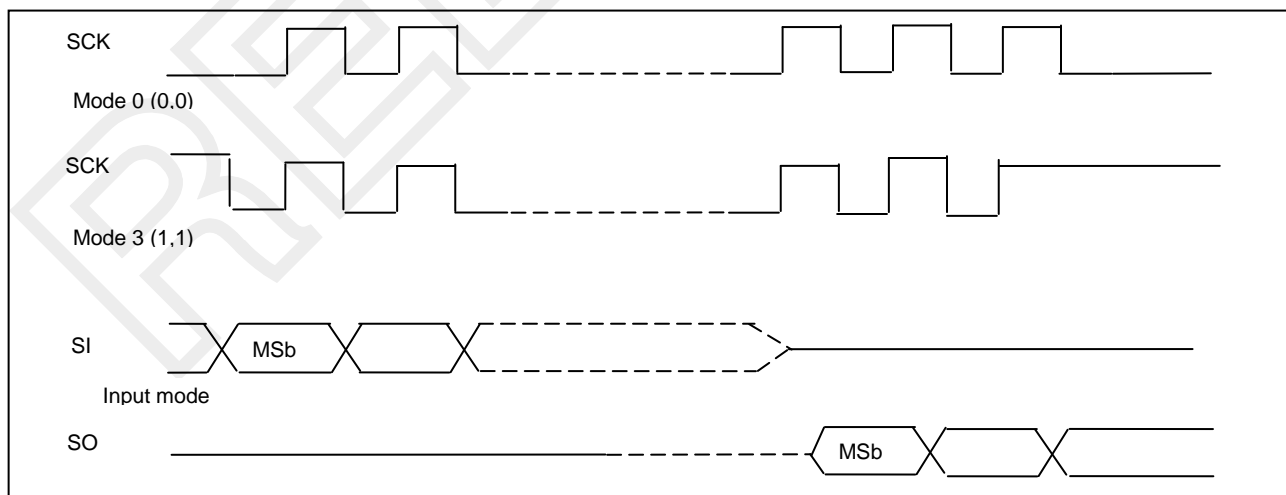 SCK
Mode 0 (0,0)
SCK
Mode 3 (1,1)
SI
MSb
Input mode
SO
MSb